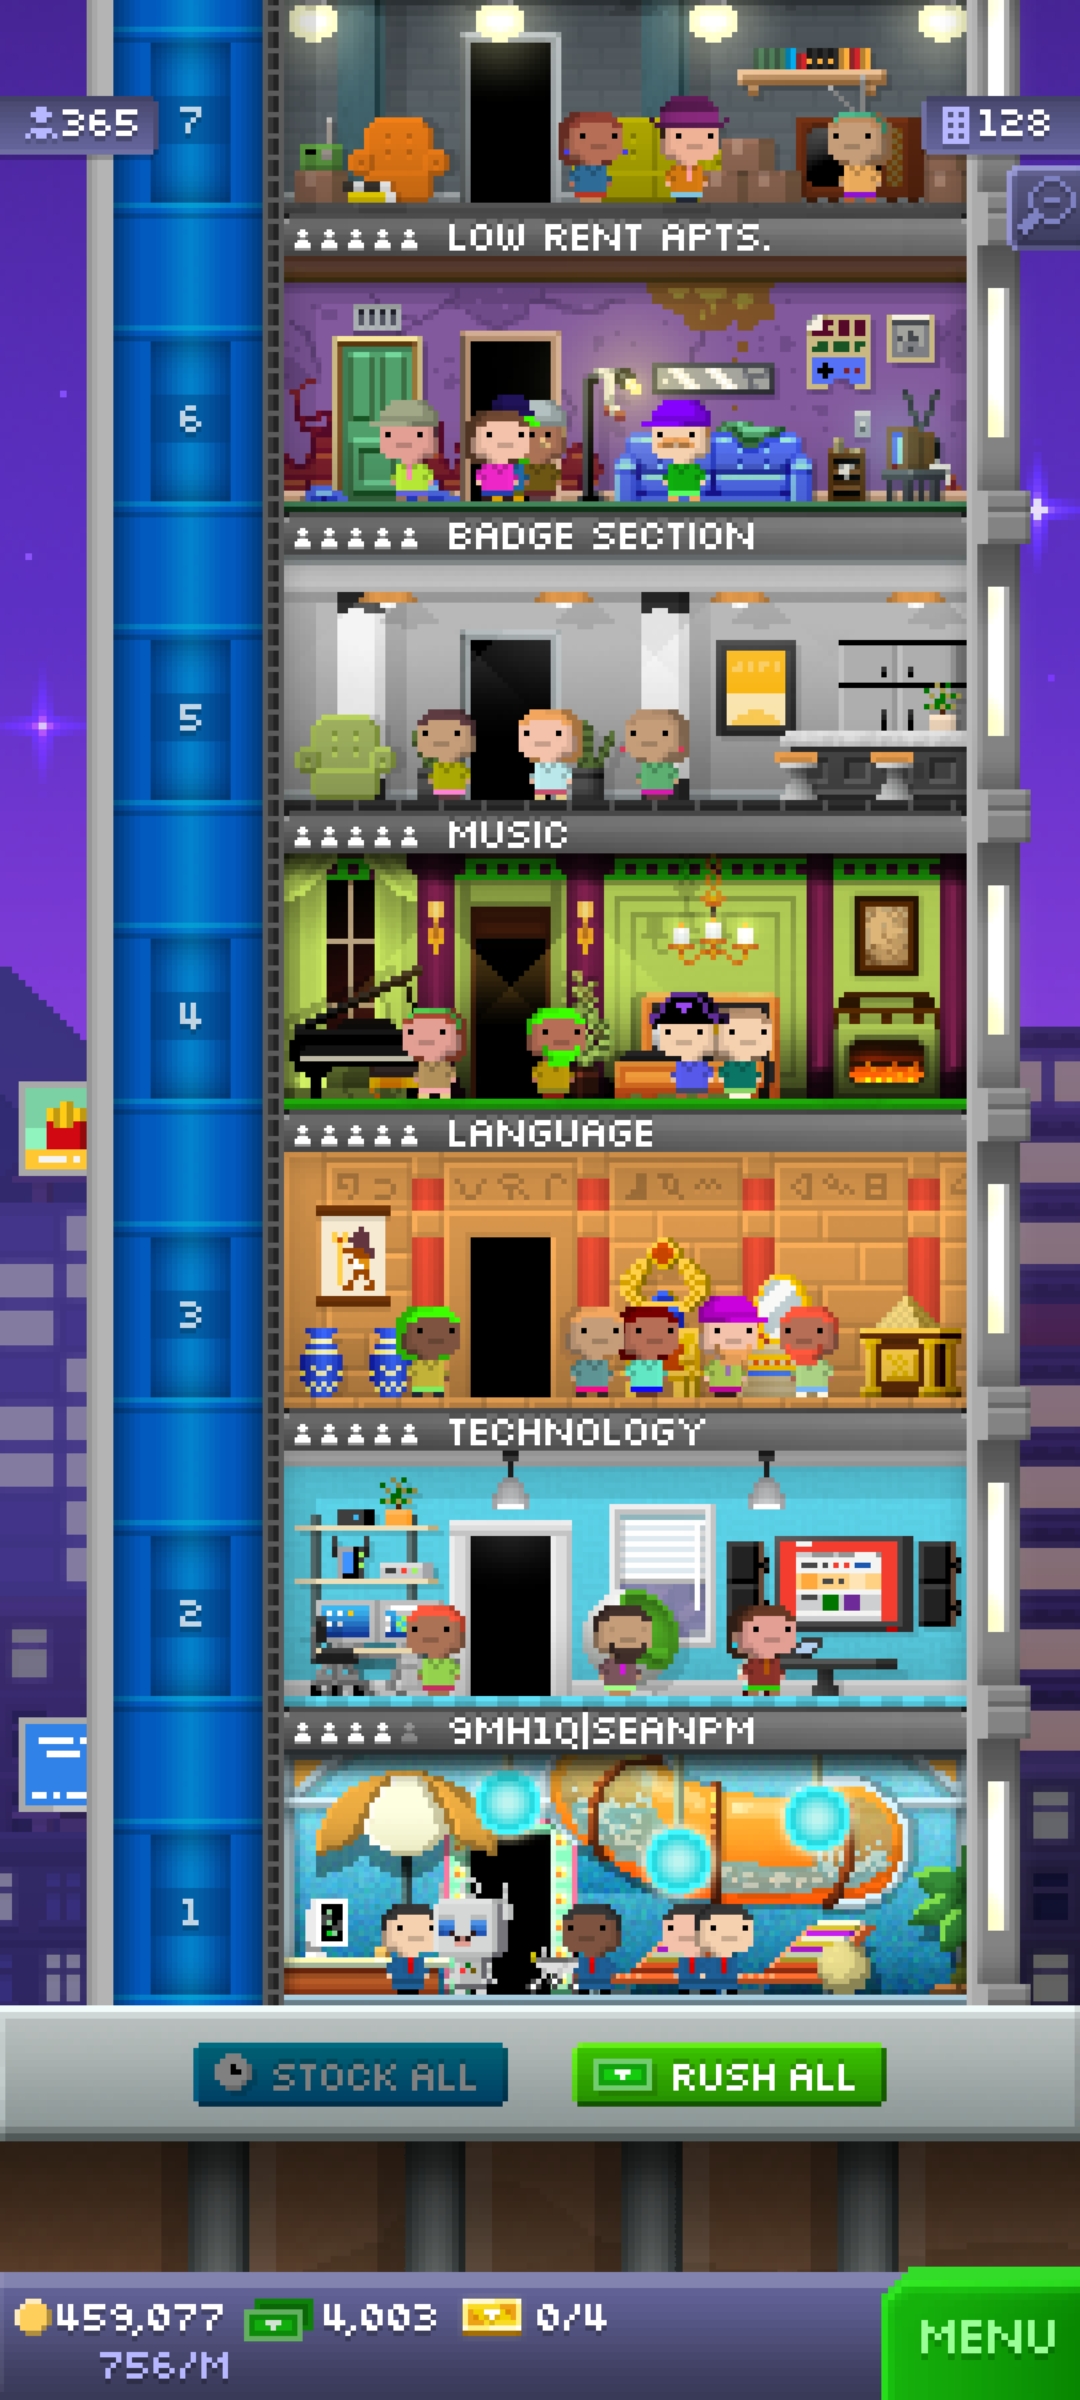 365
7
128
LOW RENT APTS.
6
BADGE SECTION
5
MUSIC
4
LANGUAGE
3
TECHNOLOGY
2
9MH1Q|SEANPM
1
STOCK ALL
RUSH ALL
459,077
4,003
0/4
756/M
MENU